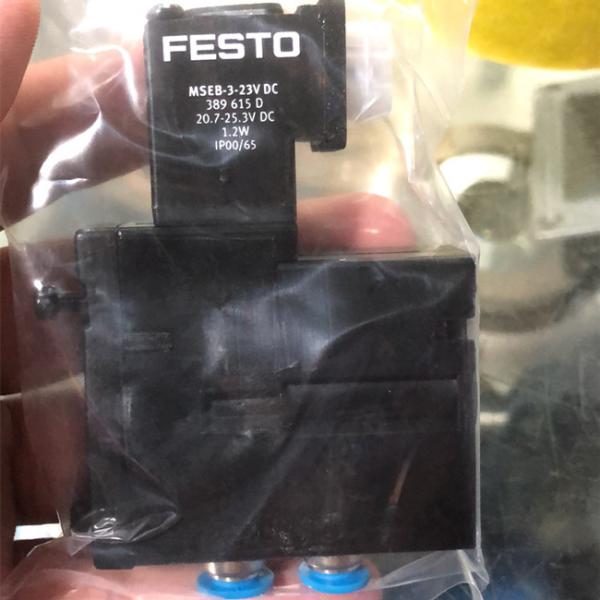 FESTO
MSEB-3-23V DC
389 615 D
20.7-25.3V DC
1.2W
IP00/65